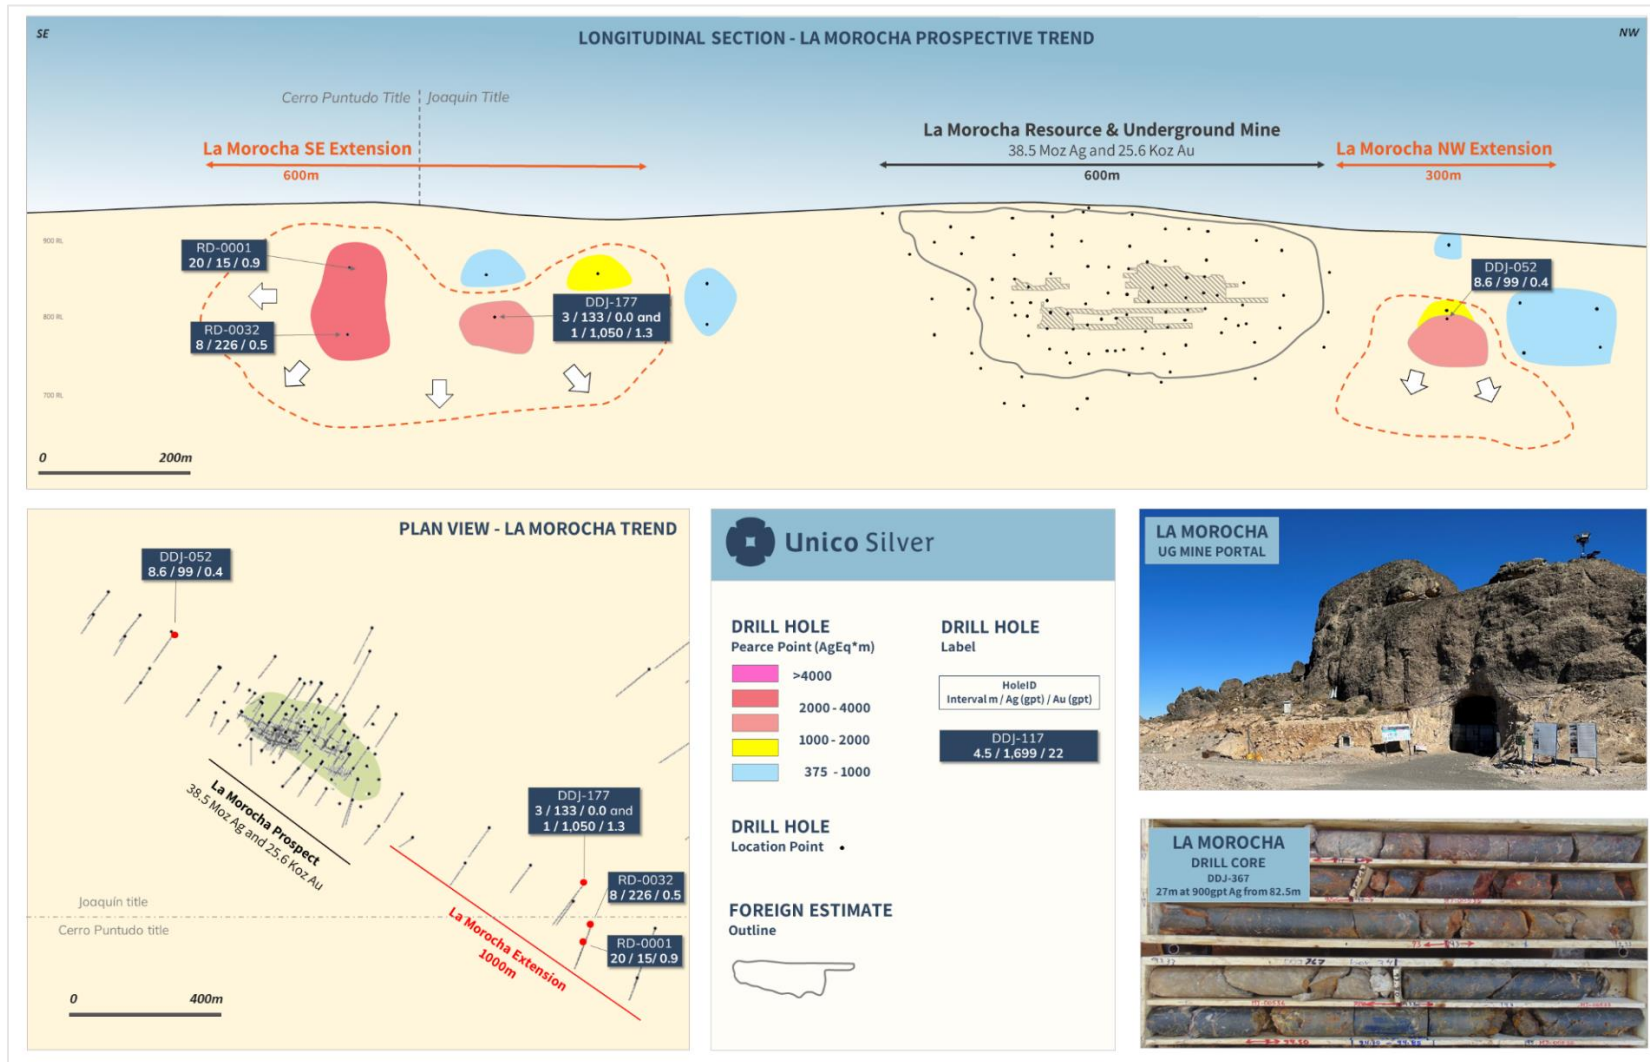 SE
LONGITUDINAL SECTION - LA MOROCHA PROSPECTIVE TREND
NW
Cerro Puntudo Title
Joaquin Title
La Morocha SE Extension
600m
La Morocha Resource & Underground Mine
38.5 Moz Ag and 25.6 Koz Au
600m
La Morocha NW Extension
300m
900 RL
800 RL
700 RL
RD-0001
20 / 15 / 0.9
RD-0032
8 / 226 / 0.5
DDJ-177
3 / 133 / 0.0 and
1 / 1,050 / 1.3
DDJ-052
8.6 / 99 / 0.4
0
200m
PLAN VIEW - LA MOROCHA TREND
DDJ-052
8.6 / 99 / 0.4
La Morocha Prospect
38.5 Moz Ag and 25.6 Koz Au
DDJ-177
3 / 133 / 0.0 and
1 / 1,050 / 1.3
RD-0032
8 / 226 / 0.5
RD-0001
20 / 15/ 0.9
Joaquín title
Cerro Puntudo title
La Morocha Extension
1000m
0
400m
Unico Silver
DRILL HOLE
Pearce Point (AgEq*m)
>4000
2000 - 4000
1000 - 2000
375 - 1000
DRILL HOLE
Label
HoleID
Interval m / Ag (gpt) / Au (gpt)
DDJ-117
4.5 / 1,699 / 22
DRILL HOLE
Location Point
FOREIGN ESTIMATE
Outline
LA MOROCHA
UG MINE PORTAL
LA MOROCHA
DRILL CORE
DDJ-367
27m at 900gpt Ag from 82.5m